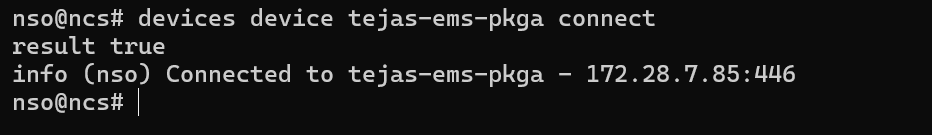 nso@ncs# devices device tejas-ems-pkga connect
result true
info (nso) Connected to tejas-ems-pkga - 172.28.7.85:446
nso@ncs#